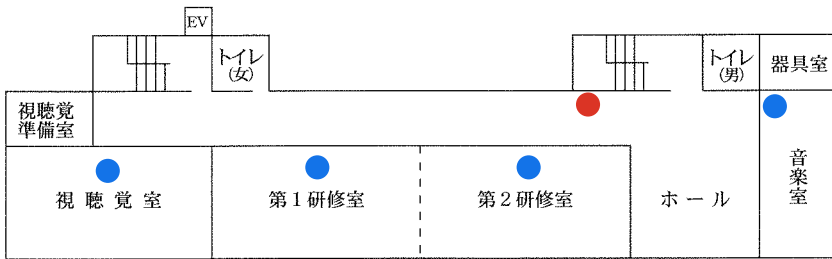 EV
トイレ
(女)
トイレ
(男)
器具室
視聴覚
準備室
視聴覚室
第1研修室
第2研修室
ホール
音楽室